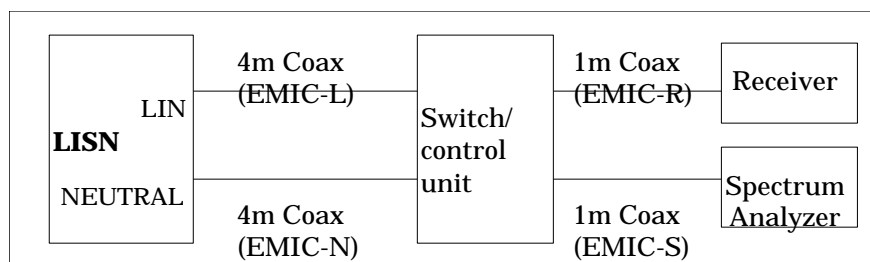 4m Coax
(EMIC-L)
1m Coax
(EMIC-R)
Receiver
LIN
LISN
NEUTRAL
Switch/
control
unit
4m Coax
(EMIC-N)
1m Coax
(EMIC-S)
Spectrum
Analyzer